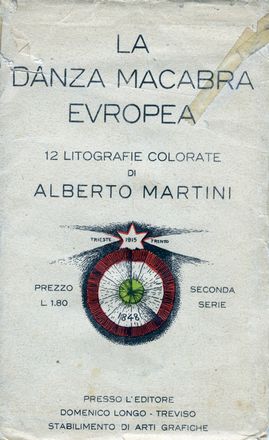 LA
DANZA MACABRA
EVROPEA
12 LITOGRAFIE COLORATE
DI
ALBERTO MARTINI
TRIESTE 1915 TRENTO
PREZZO
L. 1.80
SECONDA
SERIE
1848
PRESSO L'EDITORE
DOMENICO LONGO - TREVISO
STABILIMENTO DI ARTI GRAFICHE